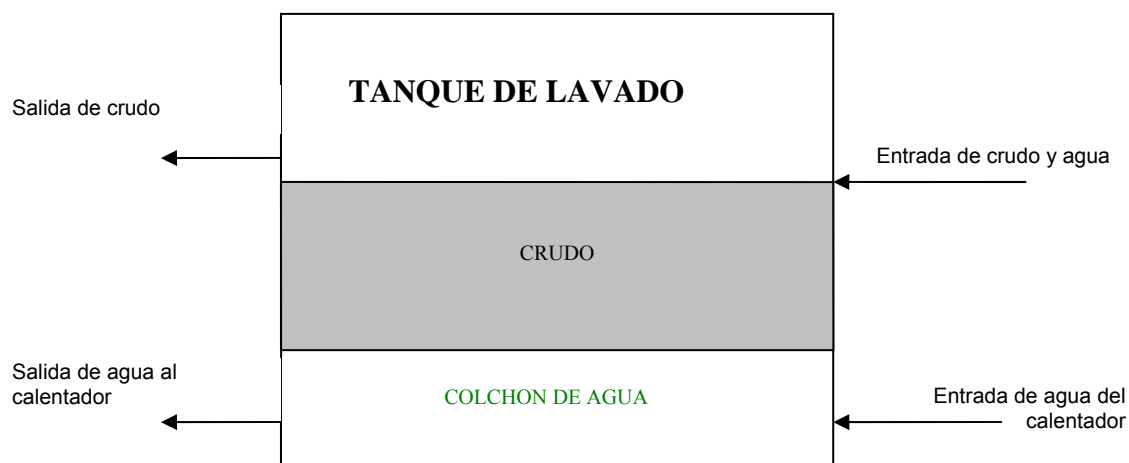 TANQUE DE LAVADO
Salida de crudo
Entrada de crudo y agua
CRUDO
Salida de agua al
calentador
COLCHON DE AGUA
Entrada de agua del
calentador